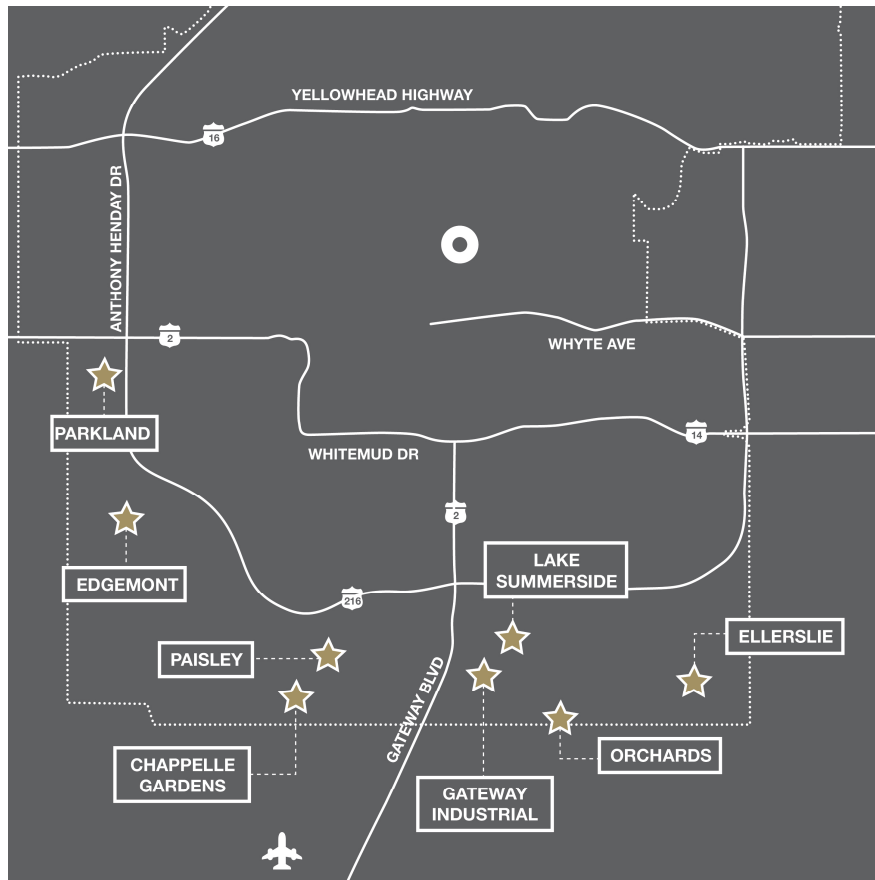 YELLOWHEAD HIGHWAY
16
ANTHONY HENDAY DR
2
WHYTE AVE
PARKLAND
14
WHITEMUD DR
2
EDGEMONT
LAKE
SUMMERSIDE
216
ELLERSLIE
PAISLEY
GATEWAY BLVD
CHAPPELLE
GARDENS
ORCHARDS
GATEWAY
INDUSTRIAL